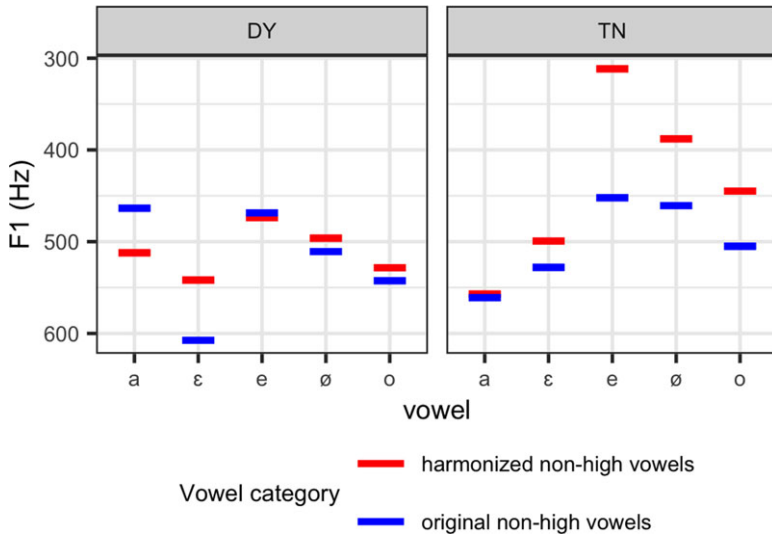 DY TN
300
400
500
600
F1 (Hz)
a ɛ e ø o a ɛ e ø o
vowel
Vowel category
harmonized non-high vowels
original non-high vowels